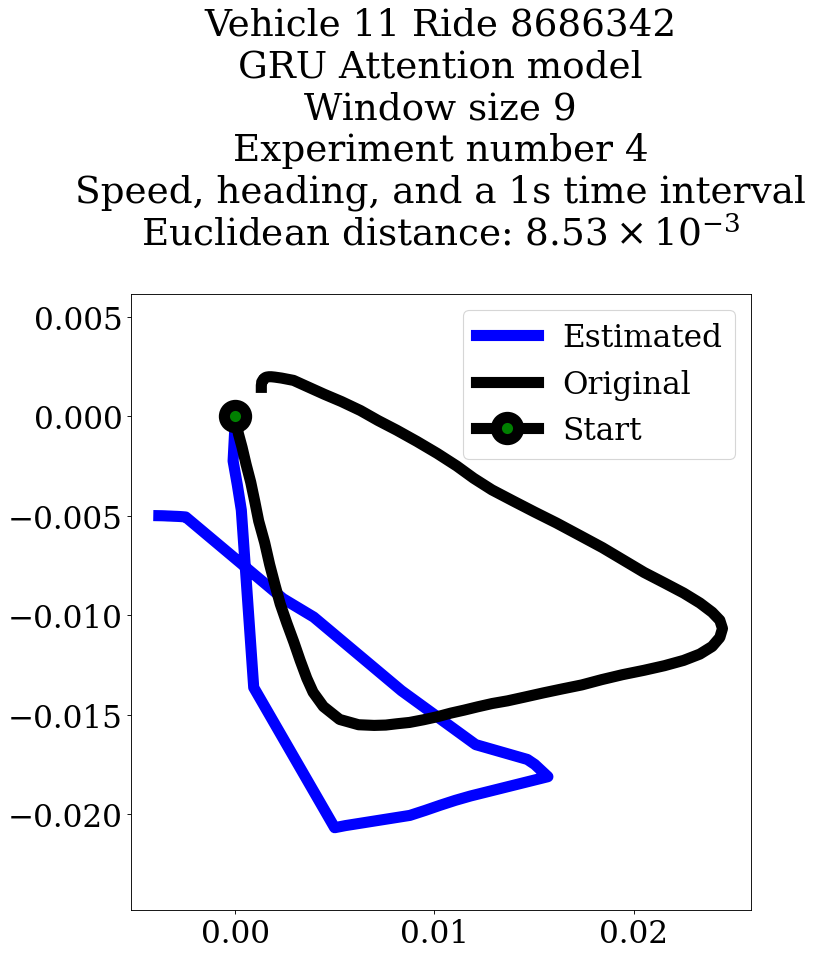 Vehicle 11 Ride 8686342
GRU Attention model
Window size 9
Experiment number 4
Speed, heading, and a 1s time interval
Euclidean distance: 8.53 × 10⁻³
Estimated
Original
Start
0.005
0.000
−0.005
−0.010
−0.015
−0.020
0.00 0.01 0.02